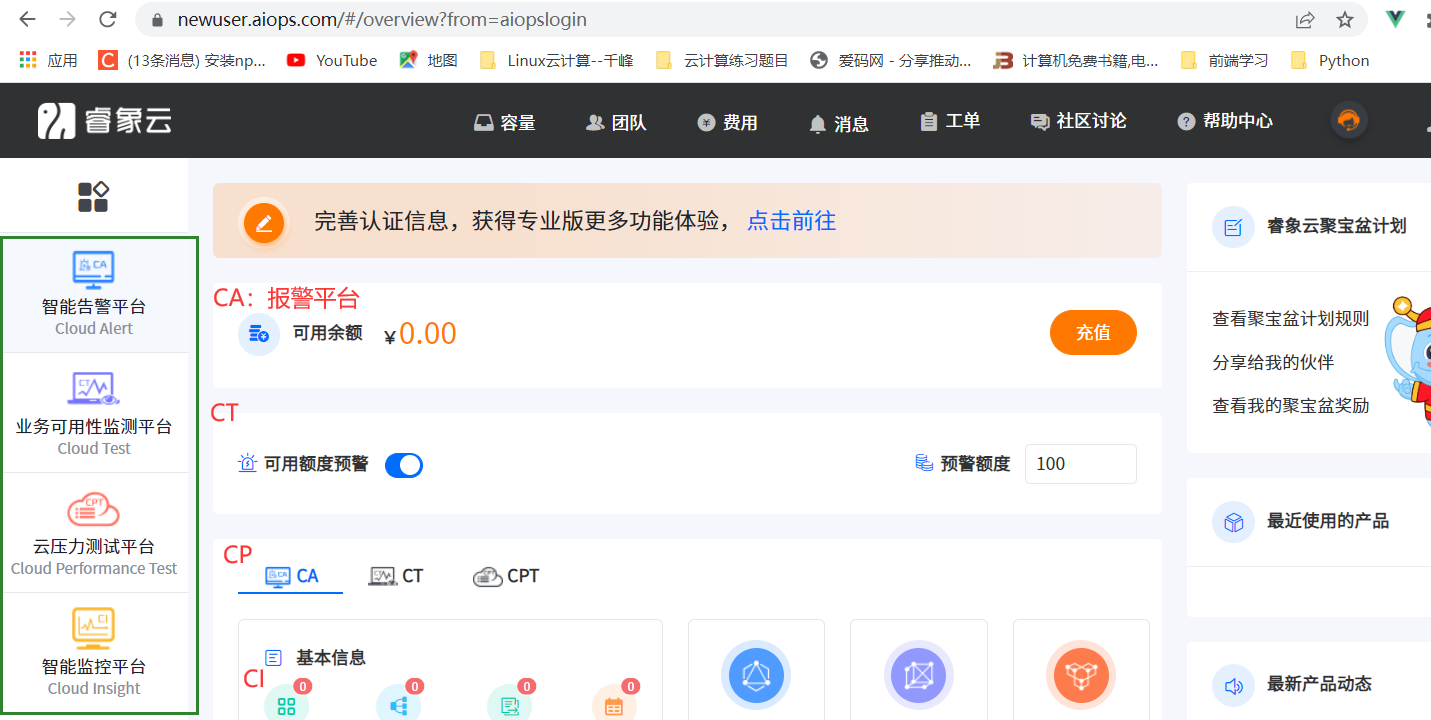 newuser.aiops.com/#/overview?from=aiopslogin
应用 (13条消息) 安装np... YouTube 地图 Linux云计算--千峰 云计算练习题目 爱码网 - 分享推动... 计算机免费书籍,电... 前端学习 Python
睿象云 容量 团队 费用 消息 工单 社区讨论 帮助中心
CA
智能告警平台
Cloud Alert
CT
业务可用性监测平台
Cloud Test
CPT
云压力测试平台
Cloud Performance Test
CI
智能监控平台
Cloud Insight
完善认证信息，获得专业版更多功能体验， 点击前往
CA：报警平台
可用余额 ￥0.00 充值
CT
可用额度预警 预警额度 100
CP
CA CT CPT
基本信息
CI
0 0 0 0
睿象云聚宝盆计划
查看聚宝盆计划规则
分享给我的伙伴
查看我的聚宝盆奖励
最近使用的产品
最新产品动态